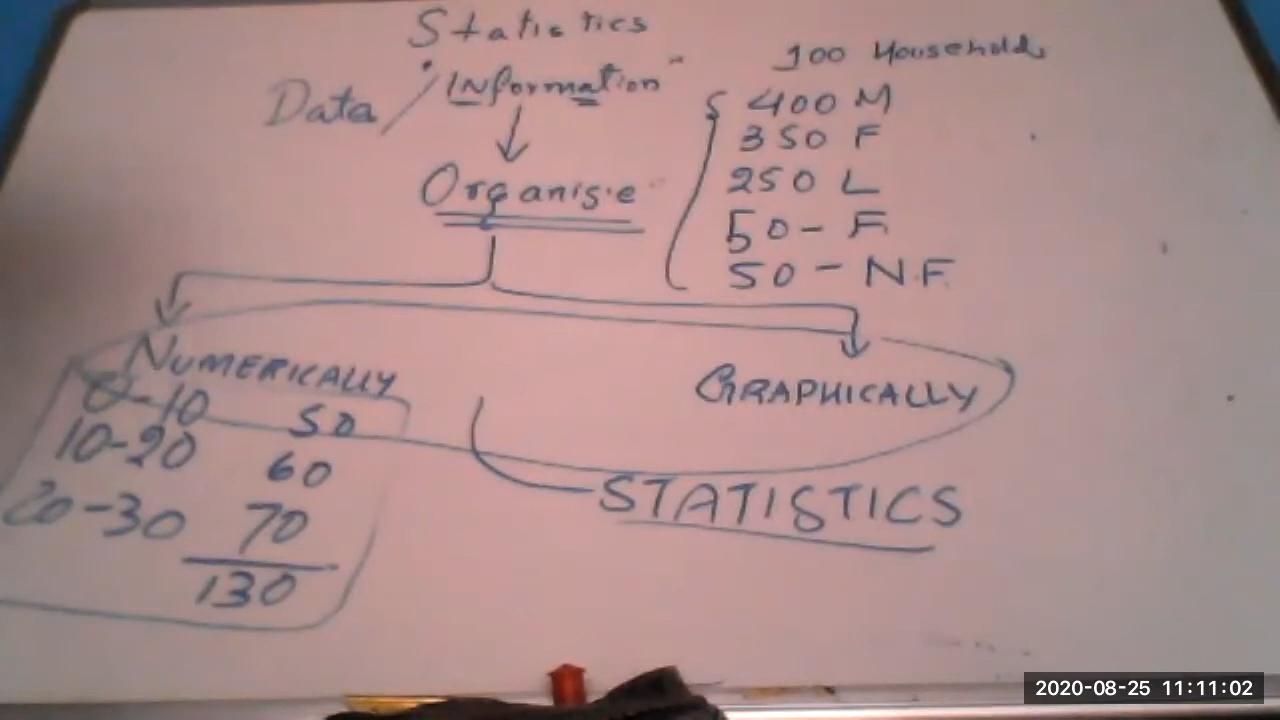 Statistics
Data / "Information"
Organise
100 Households
400 M
350 F
250 L
50 - F
50 - N.F.
NUMERICALLY
0-10 50
10-20 60
20-30 70
130
GRAPHICALLY
STATISTICS
2020-08-25 11:11:02